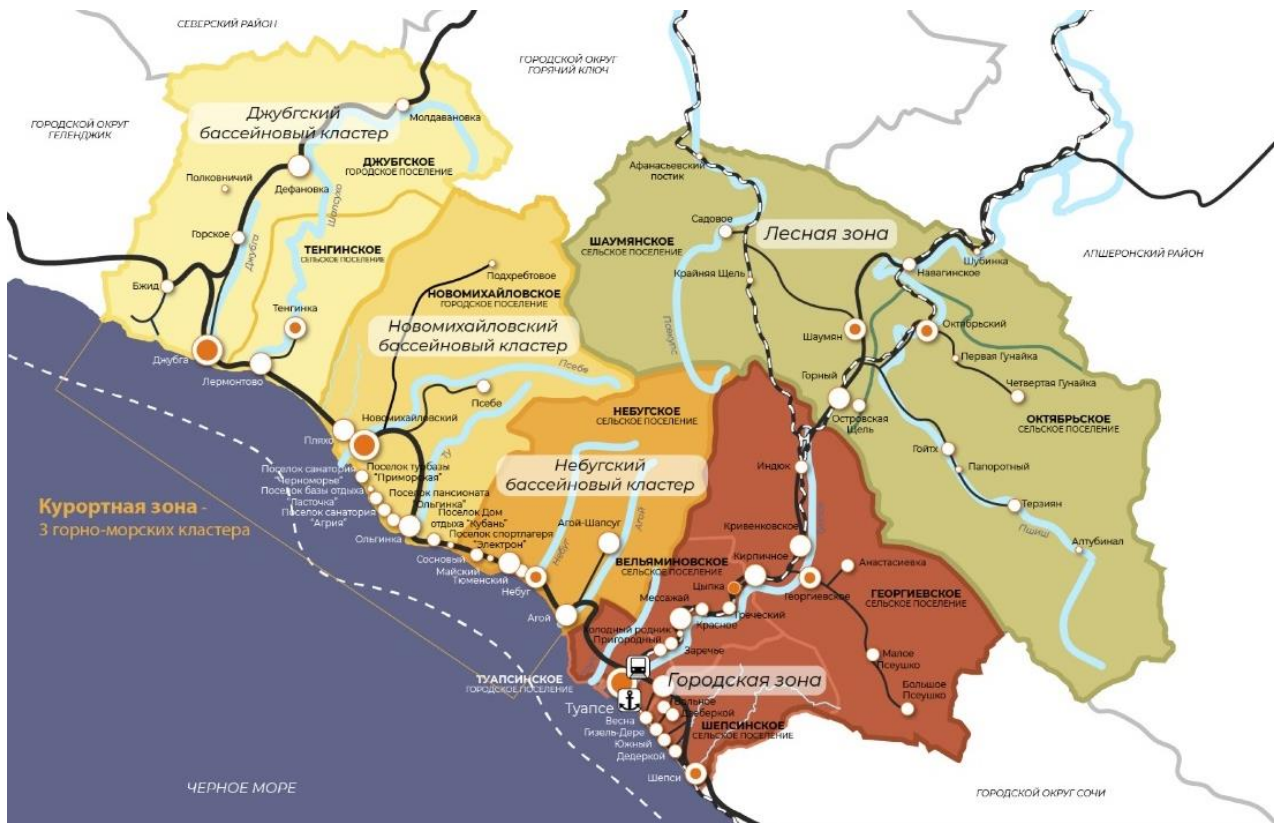 СЕВЕРСКИЙ РАЙОН
ГОРОДСКОЙ ОКРУГ
ГОРЯЧИЙ КЛЮЧ
ГОРОДСКОЙ ОКРУГ
ГЕЛЕНДЖИК
Джубгский
бассейновый кластер
Молдавановка
ДЖУБГСКОЕ
ГОРОДСКОЕ ПОСЕЛЕНИЕ
Полковничий
Дефановка
Шапсухо
Горское
Джубга
ТЕНГИНСКОЕ
СЕЛЬСКОЕ ПОСЕЛЕНИЕ
Бжид
Тенгинка
Джубга
Лермонтово
Подхребтовое
НОВОМИХАЙЛОВСКОЕ
ГОРОДСКОЕ ПОСЕЛЕНИЕ
Новомихайловский
бассейновый кластер
Псебе
Псебе
Новомихайловский
Ту
Пляхо
Поселок санатория
"Черноморье"
Поселок турбазы
"Приморская"
Поселок базы отдыха
"Ласточка"
Поселок пансионата
"Ольгинка"
Поселок санатория
"Агрия"
Поселок Дом
отдыха "Кубань"
Ольгинка
Поселок спортлагеря
"Электрон"
Сосновый
Майский
Тюменский
Небуг
НЕБУГСКОЕ
СЕЛЬСКОЕ ПОСЕЛЕНИЕ
Небугский
бассейновый кластер
Агой-Шапсуг
Небуг
Агой
Агой
Курортная зона -
3 горно-морских кластера
Афанасьевский
постик
Садовое
ШАУМЯНСКОЕ
СЕЛЬСКОЕ ПОСЕЛЕНИЕ
Лесная зона
Крайняя Щель
Пожкупс
Навагинское
Шубинка
АПШЕРОНСКИЙ РАЙОН
Шаумян
Октябрьский
Первая Гунайка
Горный
Четвертая Гунайка
Островская
Щель
ОКТЯБРЬСКОЕ
СЕЛЬСКОЕ ПОСЕЛЕНИЕ
Гойтх
Папоротный
Терзиян
Пшиш
Алтубинал
Индюк
Кривенковское
ВЕЛЬЯМИНОВСКОЕ
СЕЛЬСКОЕ ПОСЕЛЕНИЕ
Кирпичное
Анастасиевка
Цыпка
Георгиевское
ГЕОРГИЕВСКОЕ
СЕЛЬСКОЕ ПОСЕЛЕНИЕ
Мессажай
Греческий
Красное
Холодный родник
Пригородный
Заречье
Малое
Псеушко
Большое
Псеушко
ТУАПСИНСКОЕ
ГОРОДСКОЕ ПОСЕЛЕНИЕ
Городская зона
Туапсе
Вольное
Дзеберкой
Весна
Гизель-Дере
ШЕПСИНСКОЕ
СЕЛЬСКОЕ ПОСЕЛЕНИЕ
Южный
Дедеркой
Шепси
ЧЕРНОЕ МОРЕ
ГОРОДСКОЙ ОКРУГ СОЧИ